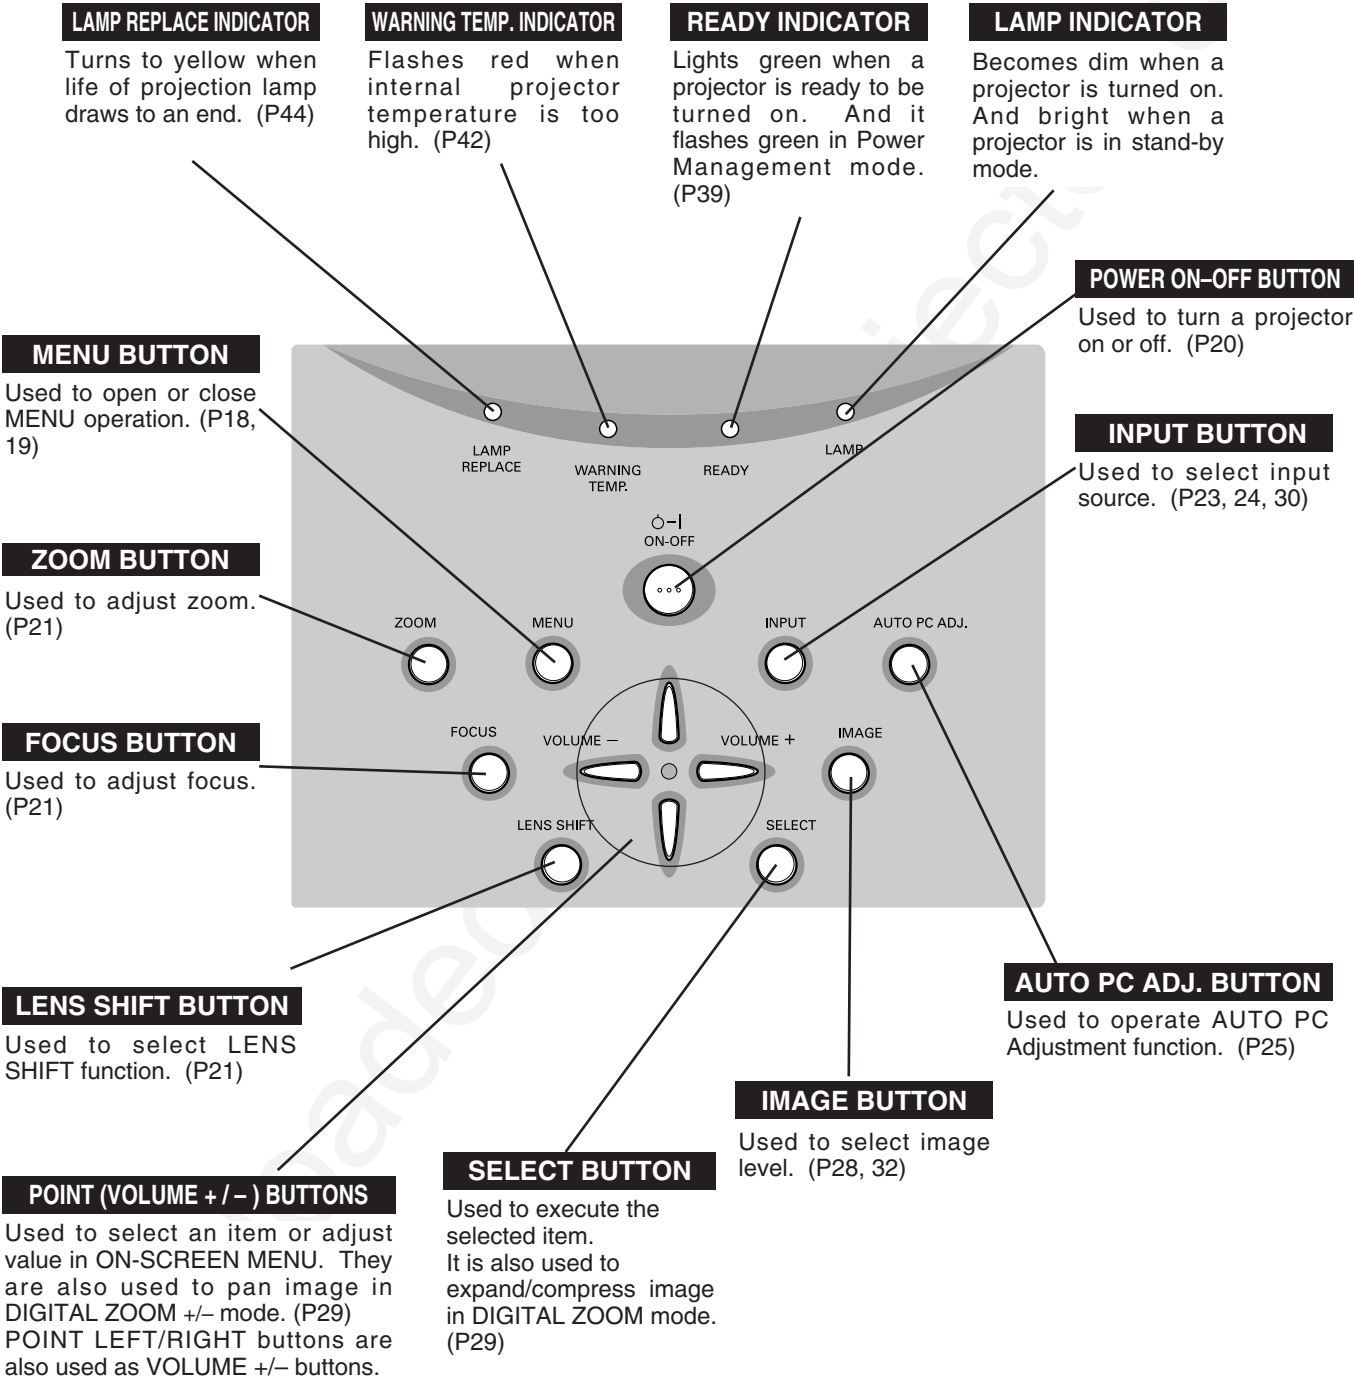 LAMP REPLACE INDICATOR
Turns to yellow when
life of projection lamp
draws to an end. (P44)
WARNING TEMP. INDICATOR
Flashes red when
internal projector
temperature is too
high. (P42)
READY INDICATOR
Lights green when a
projector is ready to be
turned on. And it
flashes green in Power
Management mode.
(P39)
LAMP INDICATOR
Becomes dim when a
projector is turned on.
And bright when a
projector is in stand-by
mode.
POWER ON–OFF BUTTON
Used to turn a projector
on or off. (P20)
MENU BUTTON
Used to open or close
MENU operation. (P18,
19)
INPUT BUTTON
Used to select input
source. (P23, 24, 30)
ZOOM BUTTON
Used to adjust zoom.
(P21)
FOCUS BUTTON
Used to adjust focus.
(P21)
LAMP
REPLACE
WARNING
TEMP.
READY
LAMP
ON-OFF
ZOOM
MENU
INPUT
AUTO PC ADJ.
FOCUS
VOLUME –
VOLUME +
IMAGE
LENS SHIFT
SELECT
LENS SHIFT BUTTON
Used to select LENS
SHIFT function. (P21)
AUTO PC ADJ. BUTTON
Used to operate AUTO PC
Adjustment function. (P25)
IMAGE BUTTON
Used to select image
level. (P28, 32)
SELECT BUTTON
Used to execute the
selected item.
It is also used to
expand/compress image
in DIGITAL ZOOM mode.
(P29)
POINT (VOLUME + / – ) BUTTONS
Used to select an item or adjust
value in ON-SCREEN MENU. They
are also used to pan image in
DIGITAL ZOOM +/– mode. (P29)
POINT LEFT/RIGHT buttons are
also used as VOLUME +/– buttons.